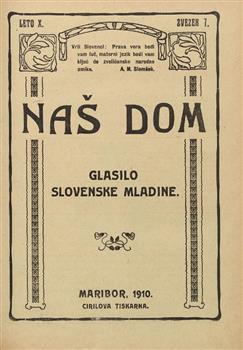 LETO X.
ZVEZEK 7.
Vrli Slovenci: Prava vera bodi
vam luč, materni jezik bodi vam
ključ do zveličanske narodne
omike. A. M. Slomšek.
NAŠ DOM
GLASILO
SLOVENSKE MLADINE.
MARIBOR, 1910.
CIRILOVA TISKARNA.